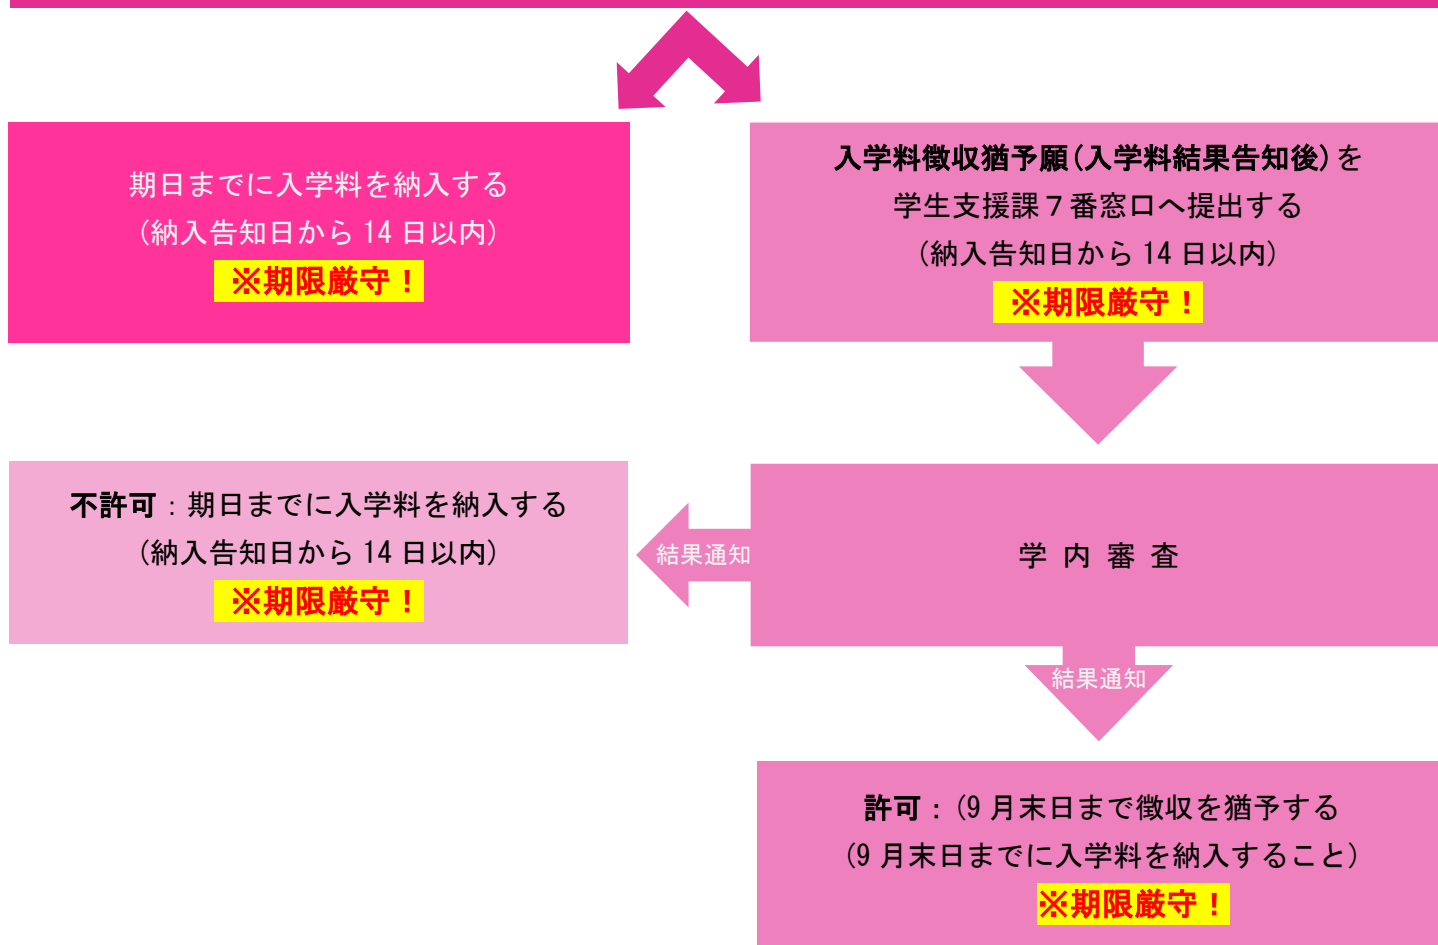 期日までに入学料を納入する
(納入告知日から 14 日以内)
※期限厳守！
入学料徴収猶予願(入学料結果告知後)を
学生支援課７番窓口へ提出する
(納入告知日から 14 日以内)
※期限厳守！
不許可：期日までに入学料を納入する
(納入告知日から 14 日以内)
※期限厳守！
結果通知
学 内 審 査
結果通知
許可：(9 月末日まで徴収を猶予する
(9 月末日までに入学料を納入すること)
※期限厳守！